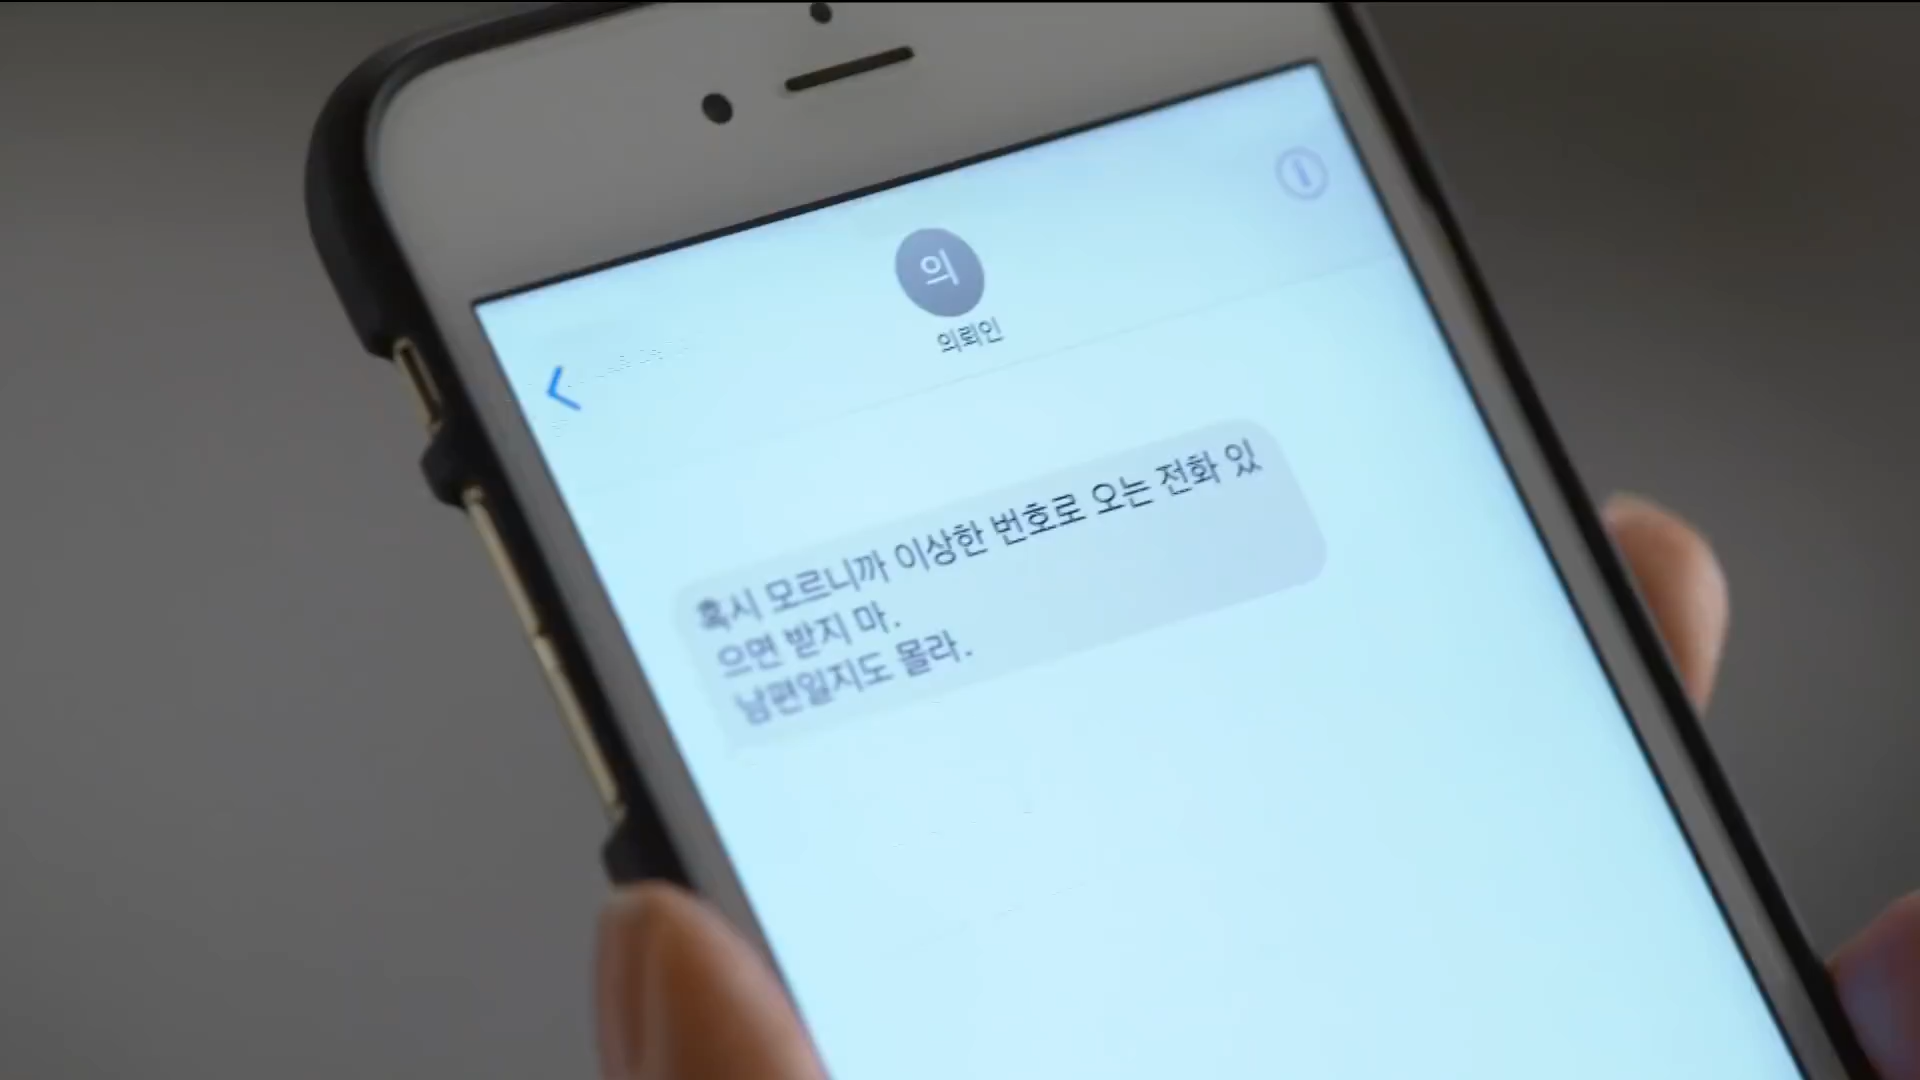 의
의뢰인
혹시 모르니까 이상한 번호로 오는 전화 있
으면 받지 마.
남편일지도 몰라.